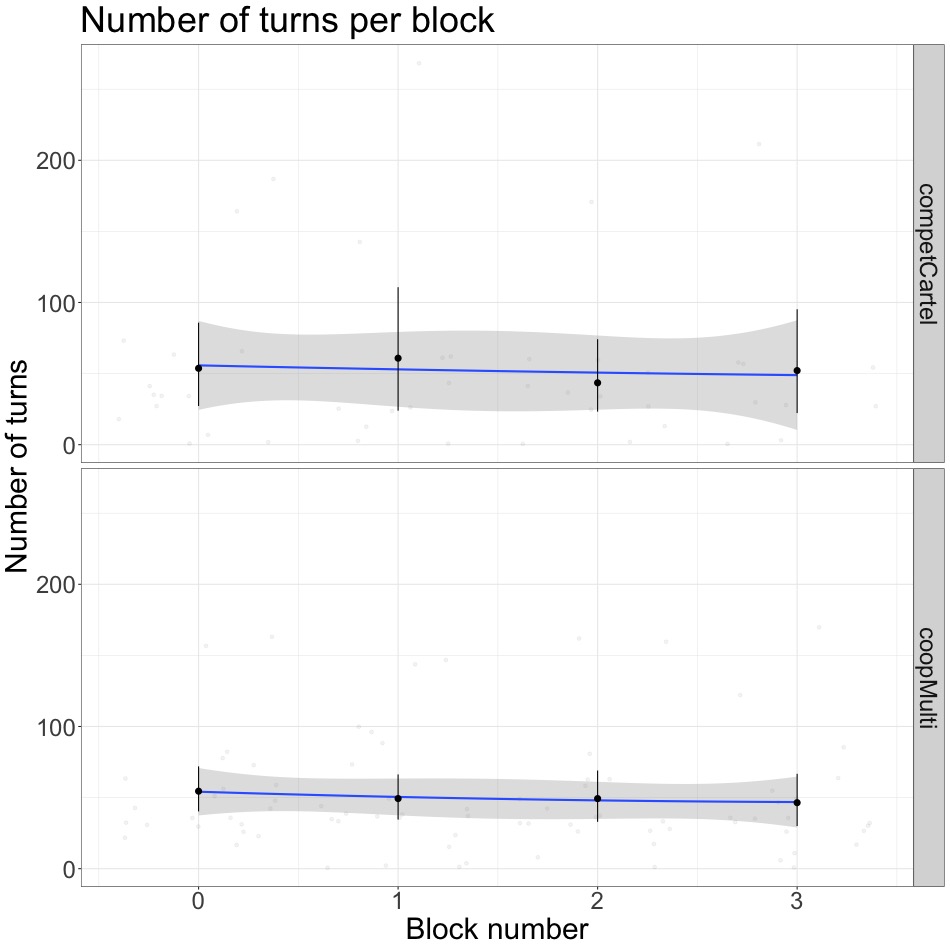 Number of turns per block
Number of turns
200
100
0
competCartel
200
100
0
coopMulti
0
1
2
3
Block number